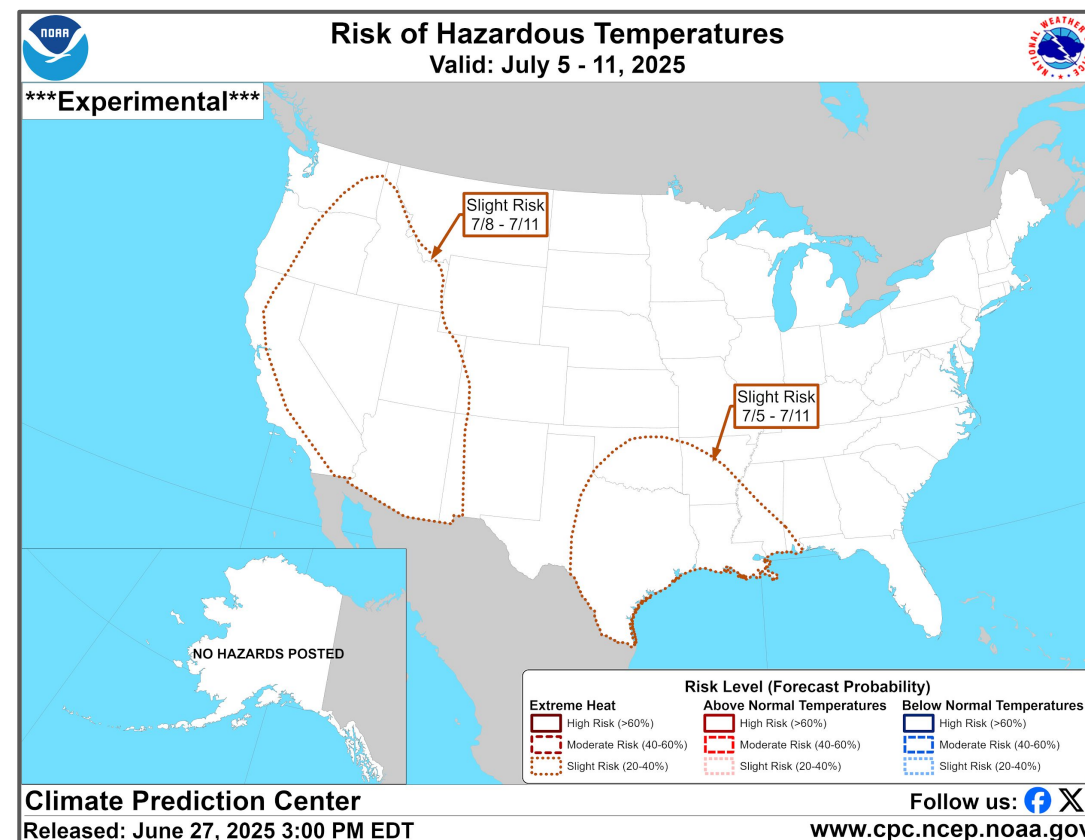 NOAA
Risk of Hazardous Temperatures
Valid: July 5 - 11, 2025
NATIONAL WEATHER
***Experimental***
Slight Risk
7/8 - 7/11
Slight Risk
7/5 - 7/11
NO HAZARDS POSTED
Risk Level (Forecast Probability)
Extreme Heat
High Risk (>60%)
Moderate Risk (40-60%)
Slight Risk (20-40%)
Above Normal Temperatures
High Risk (>60%)
Moderate Risk (40-60%)
Slight Risk (20-40%)
Below Normal Temperatures
High Risk (>60%)
Moderate Risk (40-60%)
Slight Risk (20-40%)
Climate Prediction Center
Follow us:
Released: June 27, 2025 3:00 PM EDT
www.cpc.ncep.noaa.gov